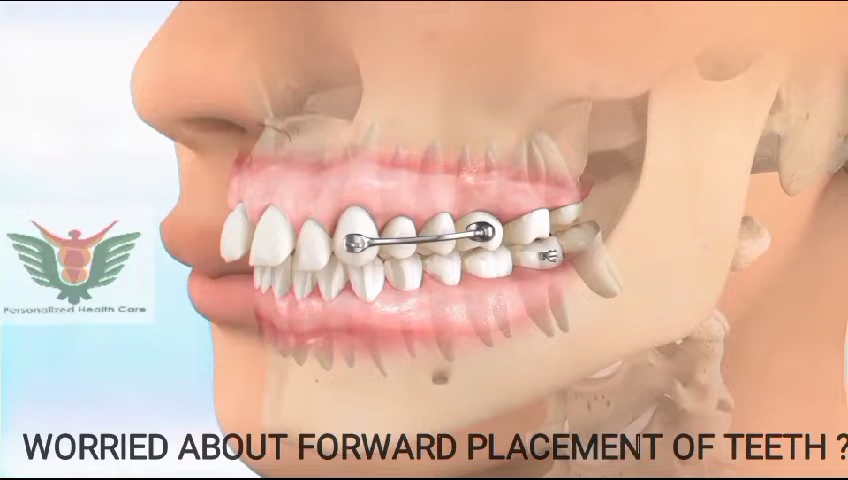 Personalized Health Care
WORRIED ABOUT FORWARD PLACEMENT OF TEETH ?